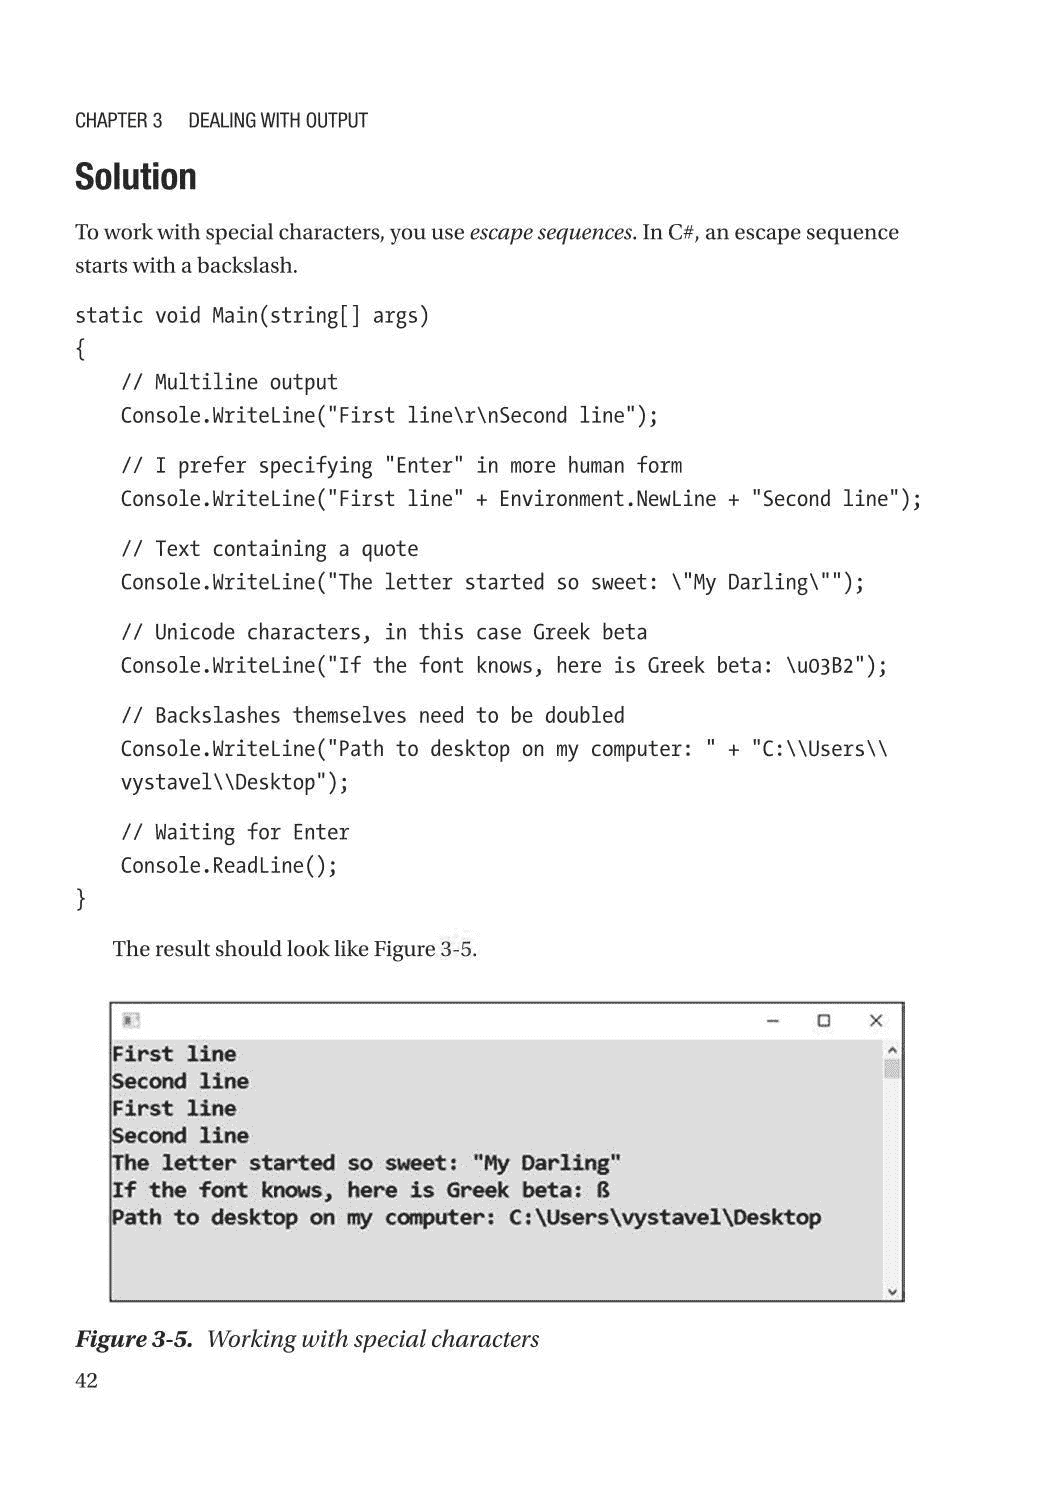 CHAPTER 3 DEALING WITH OUTPUT
Solution
To work with special characters, you use escape sequences. In C#, an escape sequence
starts with a backslash.
static void Main(string[] args)
{
// Multiline output
Console.WriteLine("First line\r\nSecond line");
// I prefer specifying "Enter" in more human form
Console.WriteLine("First line" + Environment.NewLine + "Second line");
// Text containing a quote
Console.WriteLine("The letter started so sweet: \"My Darling\"");
// Unicode characters, in this case Greek beta
Console.WriteLine("If the font knows, here is Greek beta: \u03B2");
// Backslashes themselves need to be doubled
Console.WriteLine("Path to desktop on my computer: " + "C:\\Users\\
vystavel\\Desktop");
// Waiting for Enter
Console.ReadLine();
}
The result should look like Figure 3-5.
First line
Second line
First line
Second line
The letter started so sweet: "My Darling"
If the font knows, here is Greek beta: ß
Path to desktop on my computer: C:\Users\vystavel\Desktop
Figure 3-5. Working with special characters
42